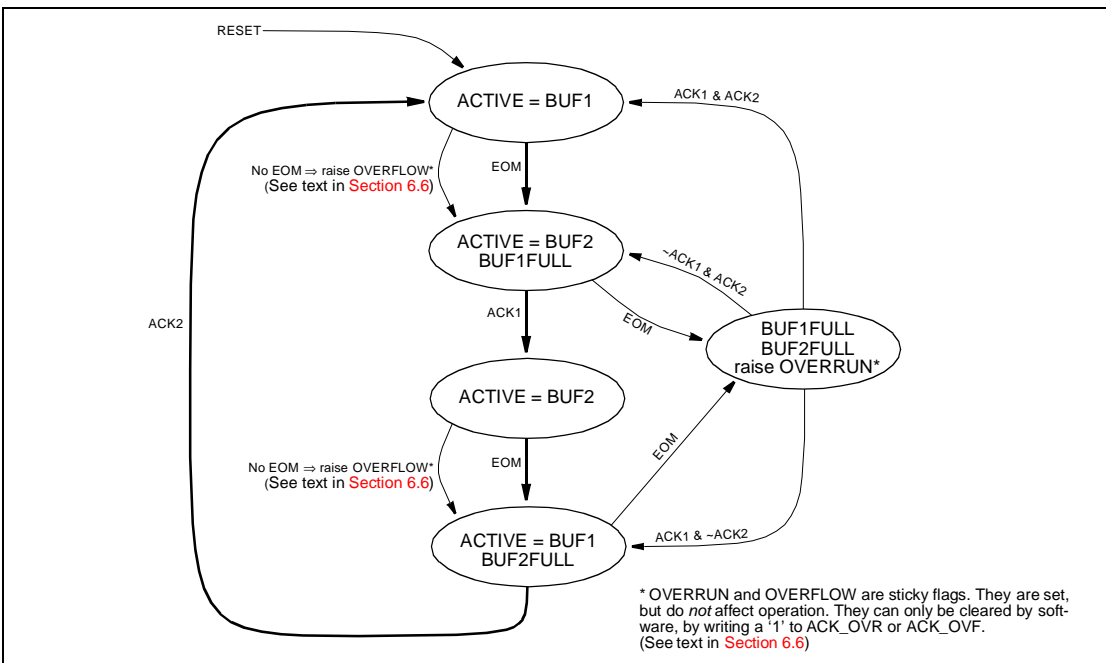 RESET
ACTIVE = BUF1
ACK1 & ACK2
No EOM ⇒ raise OVERFLOW*
(See text in Section 6.6)
EOM
ACTIVE = BUF2
BUF1FULL
~ACK1 & ACK2
EOM
ACK1
ACK2
BUF1FULL
BUF2FULL
raise OVERRUN*
ACTIVE = BUF2
No EOM ⇒ raise OVERFLOW*
(See text in Section 6.6)
EOM
EOM
ACTIVE = BUF1
BUF2FULL
ACK1 & ~ACK2
* OVERRUN and OVERFLOW are sticky flags. They are set,
but do not affect operation. They can only be cleared by soft-
ware, by writing a ‘1’ to ACK_OVR or ACK_OVF.
(See text in Section 6.6)